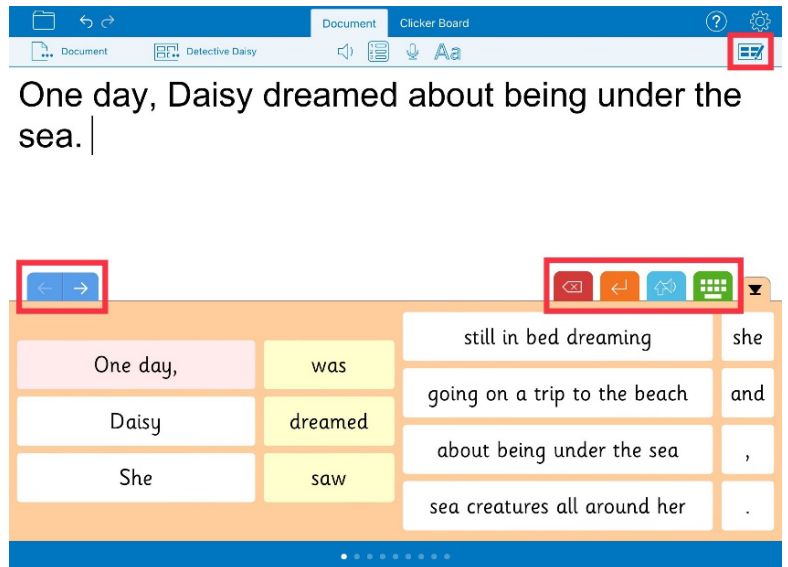 Document
Clicker Board
?
Document
Detective Daisy
Aa
One day, Daisy dreamed about being under the
sea.
One day,
Daisy
She
was
dreamed
saw
still in bed dreaming
going on a trip to the beach
about being under the sea
sea creatures all around her
she
and
,
.